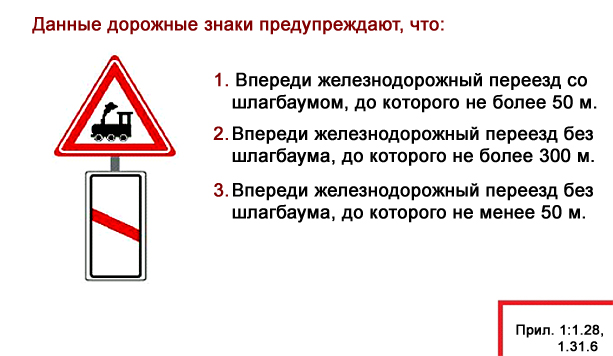 Данные дорожные знаки предупреждают, что:
1. Впереди железнодорожный переезд со
шлагбаумом, до которого не более 50 м.
2. Впереди железнодорожный переезд без
шлагбаума, до которого не более 300 м.
3. Впереди железнодорожный переезд без
шлагбаума, до которого не менее 50 м.
Прил. 1:1.28,
1.31.6